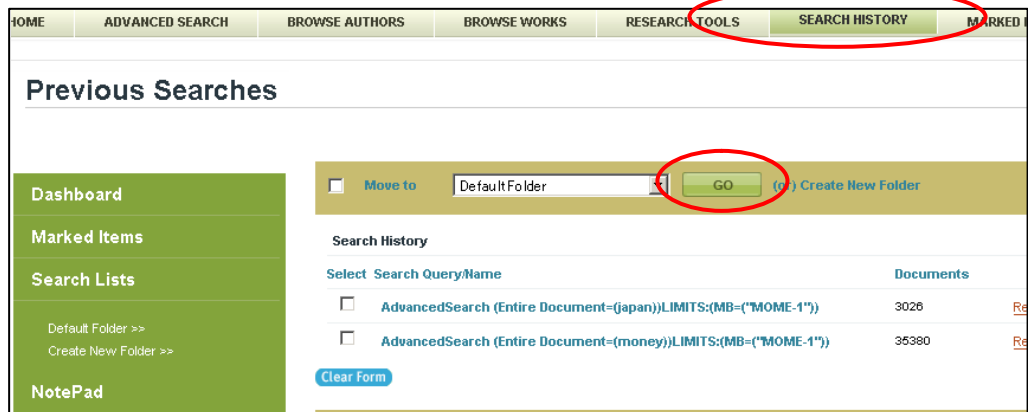 HOME ADVANCED SEARCH BROWSE AUTHORS BROWSE WORKS RESEARCH TOOLS SEARCH HISTORY MARKED
Previous Searches
Dashboard
Marked Items
Search Lists
Default Folder >>
Create New Folder >>
NotePad
Move to Default Folder GO (or) Create New Folder
Search History
Select Search Query/Name Documents
AdvancedSearch (Entire Document=(japan))LIMITS:(MB=("MOME-1")) 3026 Re
AdvancedSearch (Entire Document=(money))LIMITS:(MB=("MOME-1")) 35380 Re
Clear Form